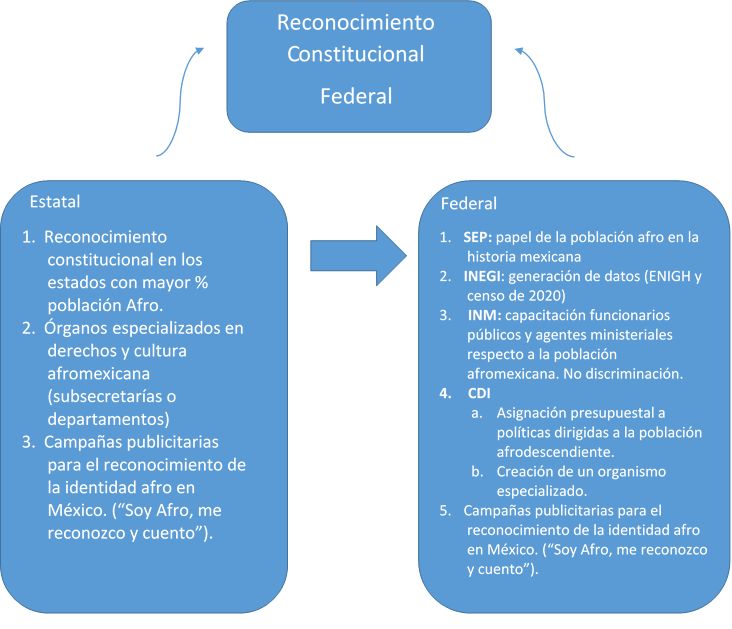 Reconocimiento
Constitucional
Federal
Estatal
1. Reconocimiento
constitucional en los
estados con mayor %
población Afro.
2. Órganos especializados en
derechos y cultura
afromexicana
(subsecretarías o
departamentos)
3. Campañas publicitarias
para el reconocimiento de
la identidad afro en
México. (“Soy Afro, me
reconozco y cuento”).
Federal
1. SEP: papel de la población afro en la
historia mexicana
2. INEGI: generación de datos (ENIGH y
censo de 2020)
3. INM: capacitación funcionarios
públicos y agentes ministeriales
respecto a la población
afromexicana. No discriminación.
4. CDI
a. Asignación presupuestal a
políticas dirigidas a la población
afrodescendiente.
b. Creación de un organismo
especializado.
5. Campañas publicitarias para el
reconocimiento de la identidad afro
en México. (“Soy Afro, me reconozco
y cuento”).